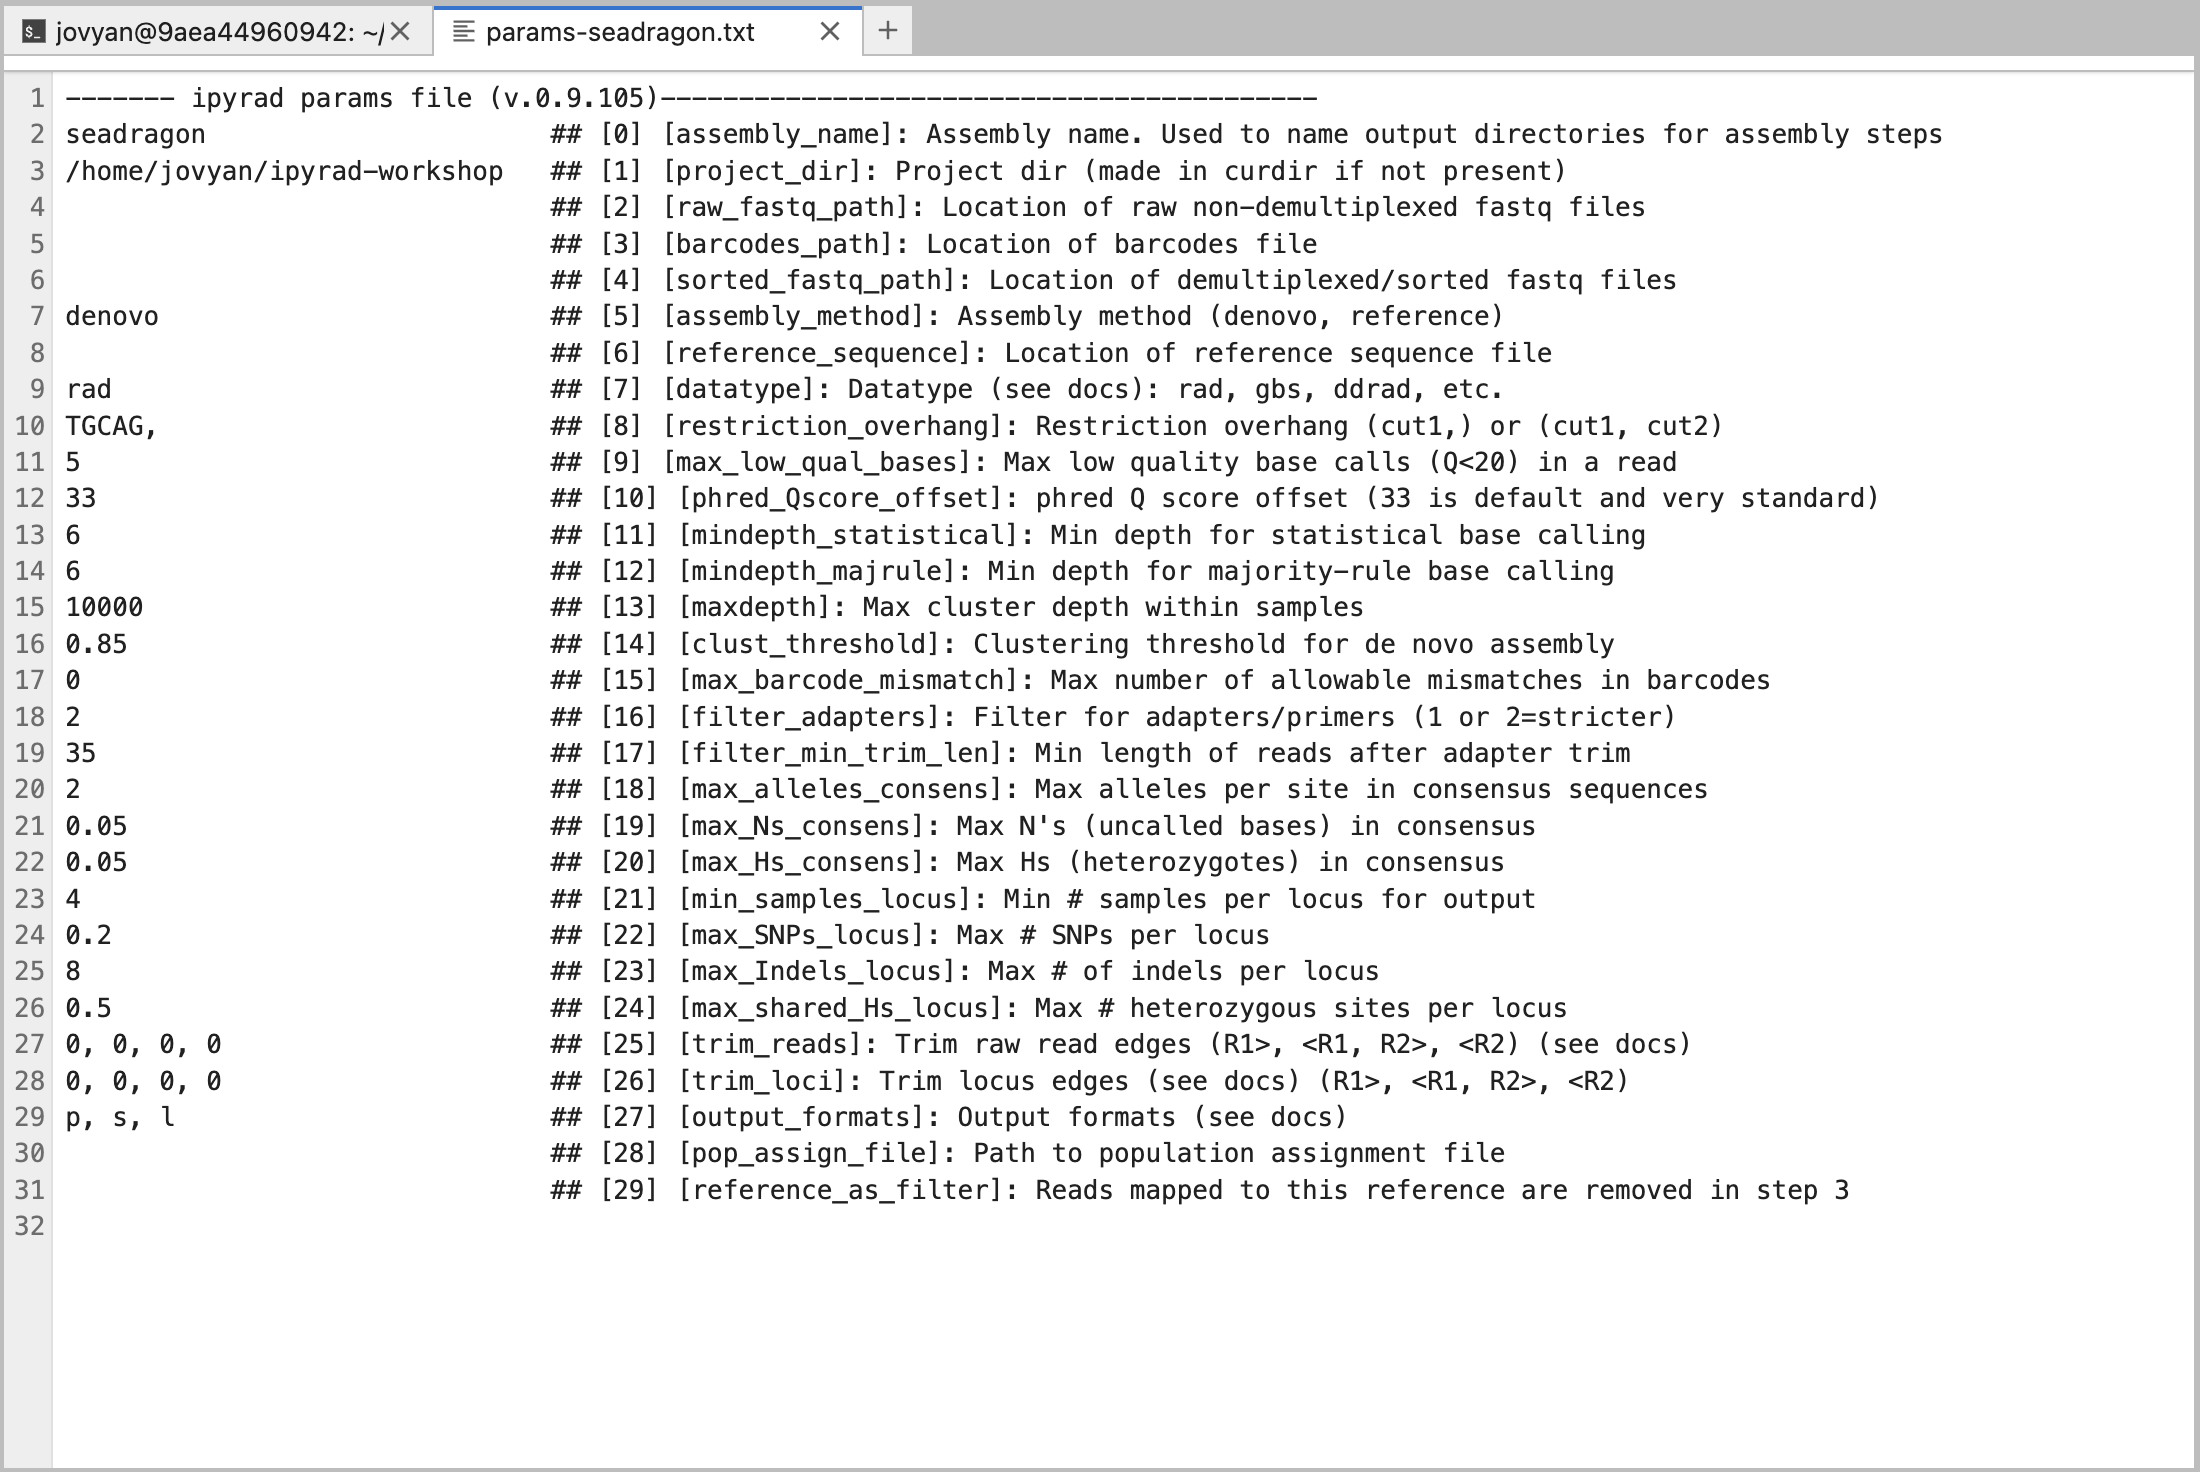 jovyan@9aea44960942: ~/ params-seadragon.txt
1 ------- ipyrad params file (v.0.9.105)------------------------------------------
2 seadragon                      ## [0] [assembly_name]: Assembly name. Used to name output directories for assembly steps
3 /home/jovyan/ipyrad-workshop   ## [1] [project_dir]: Project dir (made in curdir if not present)
4                                ## [2] [raw_fastq_path]: Location of raw non-demultiplexed fastq files
5                                ## [3] [barcodes_path]: Location of barcodes file
6                                ## [4] [sorted_fastq_path]: Location of demultiplexed/sorted fastq files
7 denovo                         ## [5] [assembly_method]: Assembly method (denovo, reference)
8                                ## [6] [reference_sequence]: Location of reference sequence file
9 rad                            ## [7] [datatype]: Datatype (see docs): rad, gbs, ddrad, etc.
10 TGCAG,                         ## [8] [restriction_overhang]: Restriction overhang (cut1,) or (cut1, cut2)
11 5                              ## [9] [max_low_qual_bases]: Max low quality base calls (Q<20) in a read
12 33                             ## [10] [phred_Qscore_offset]: phred Q score offset (33 is default and very standard)
13 6                              ## [11] [mindepth_statistical]: Min depth for statistical base calling
14 6                              ## [12] [mindepth_majrule]: Min depth for majority-rule base calling
15 10000                          ## [13] [maxdepth]: Max cluster depth within samples
16 0.85                           ## [14] [clust_threshold]: Clustering threshold for de novo assembly
17 0                              ## [15] [max_barcode_mismatch]: Max number of allowable mismatches in barcodes
18 2                              ## [16] [filter_adapters]: Filter for adapters/primers (1 or 2=stricter)
19 35                             ## [17] [filter_min_trim_len]: Min length of reads after adapter trim
20 2                              ## [18] [max_alleles_consens]: Max alleles per site in consensus sequences
21 0.05                           ## [19] [max_Ns_consens]: Max N's (uncalled bases) in consensus
22 0.05                           ## [20] [max_Hs_consens]: Max Hs (heterozygotes) in consensus
23 4                              ## [21] [min_samples_locus]: Min # samples per locus for output
24 0.2                            ## [22] [max_SNPs_locus]: Max # SNPs per locus
25 8                              ## [23] [max_Indels_locus]: Max # of indels per locus
26 0.5                            ## [24] [max_shared_Hs_locus]: Max # heterozygous sites per locus
27 0, 0, 0, 0                     ## [25] [trim_reads]: Trim raw read edges (R1>, <R1, R2>, <R2) (see docs)
28 0, 0, 0, 0                     ## [26] [trim_loci]: Trim locus edges (see docs) (R1>, <R1, R2>, <R2)
29 p, s, l                        ## [27] [output_formats]: Output formats (see docs)
30                                ## [28] [pop_assign_file]: Path to population assignment file
31                                ## [29] [reference_as_filter]: Reads mapped to this reference are removed in step 3
32